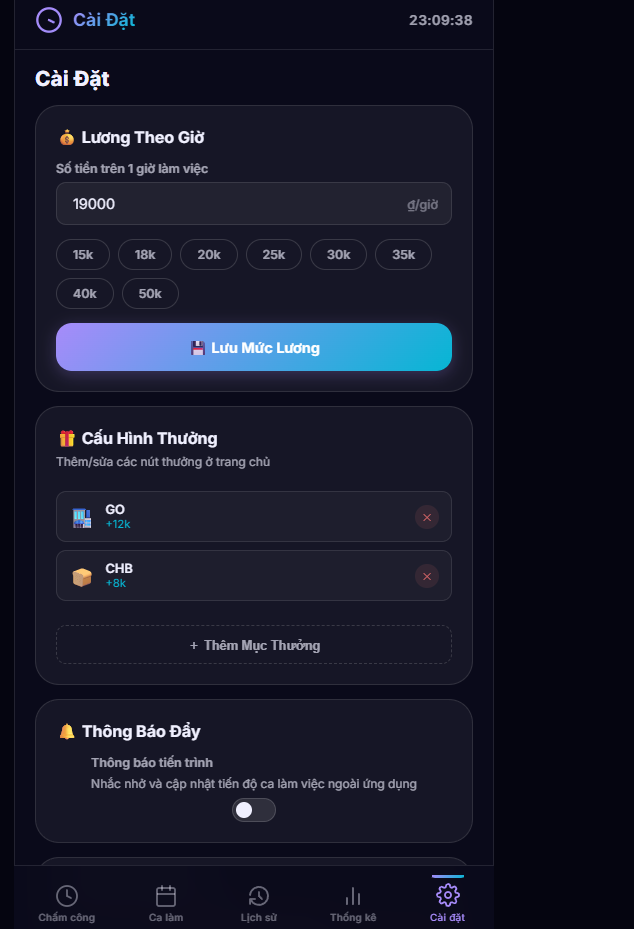 Cài Đặt
23:09:38
Cài Đặt
Lương Theo Giờ
Số tiền trên 1 giờ làm việc
19000
₫/giờ
15k
18k
20k
25k
30k
35k
40k
50k
Lưu Mức Lương
Cấu Hình Thưởng
Thêm/sửa các nút thưởng ở trang chủ
GO
+12k
CHB
+8k
+ Thêm Mục Thưởng
Thông Báo Đẩy
Thông báo tiến trình
Nhắc nhở và cập nhật tiến độ ca làm việc ngoài ứng dụng
Chấm công
Ca làm
Lịch sử
Thống kê
Cài đặt